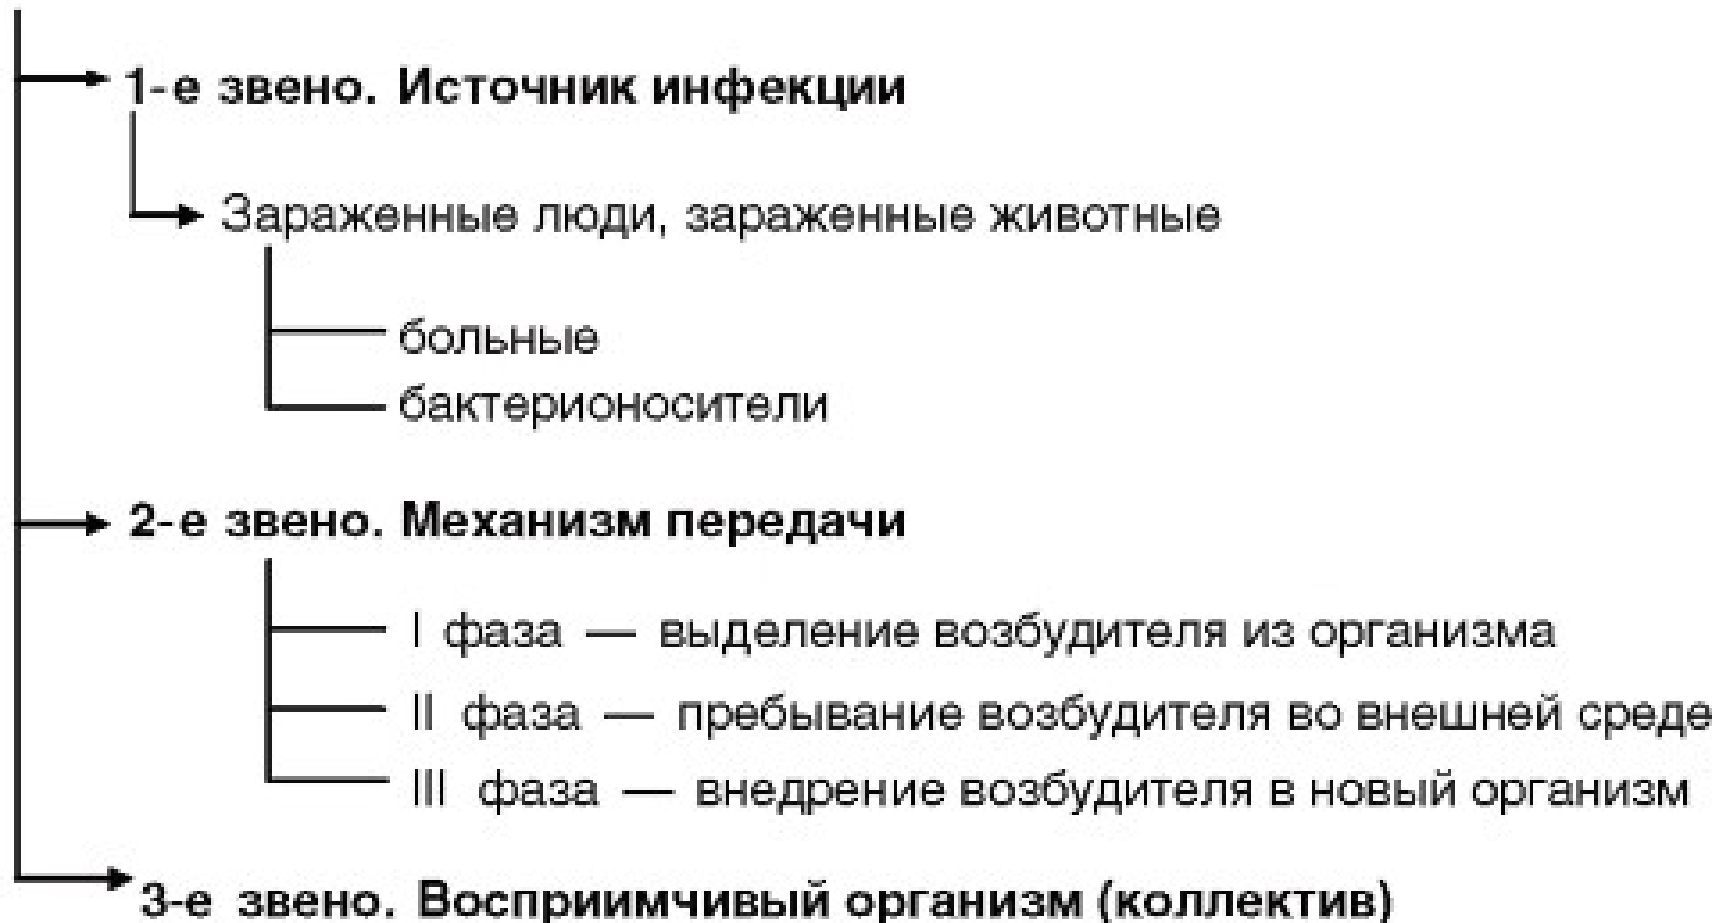 1-е звено. Источник инфекции
Зараженные люди, зараженные животные
больные
бактерионосители
2-е звено. Механизм передачи
I фаза — выделение возбудителя из организма
II фаза — пребывание возбудителя во внешней среде
III фаза — внедрение возбудителя в новый организм
3-е звено. Восприимчивый организм (коллектив)